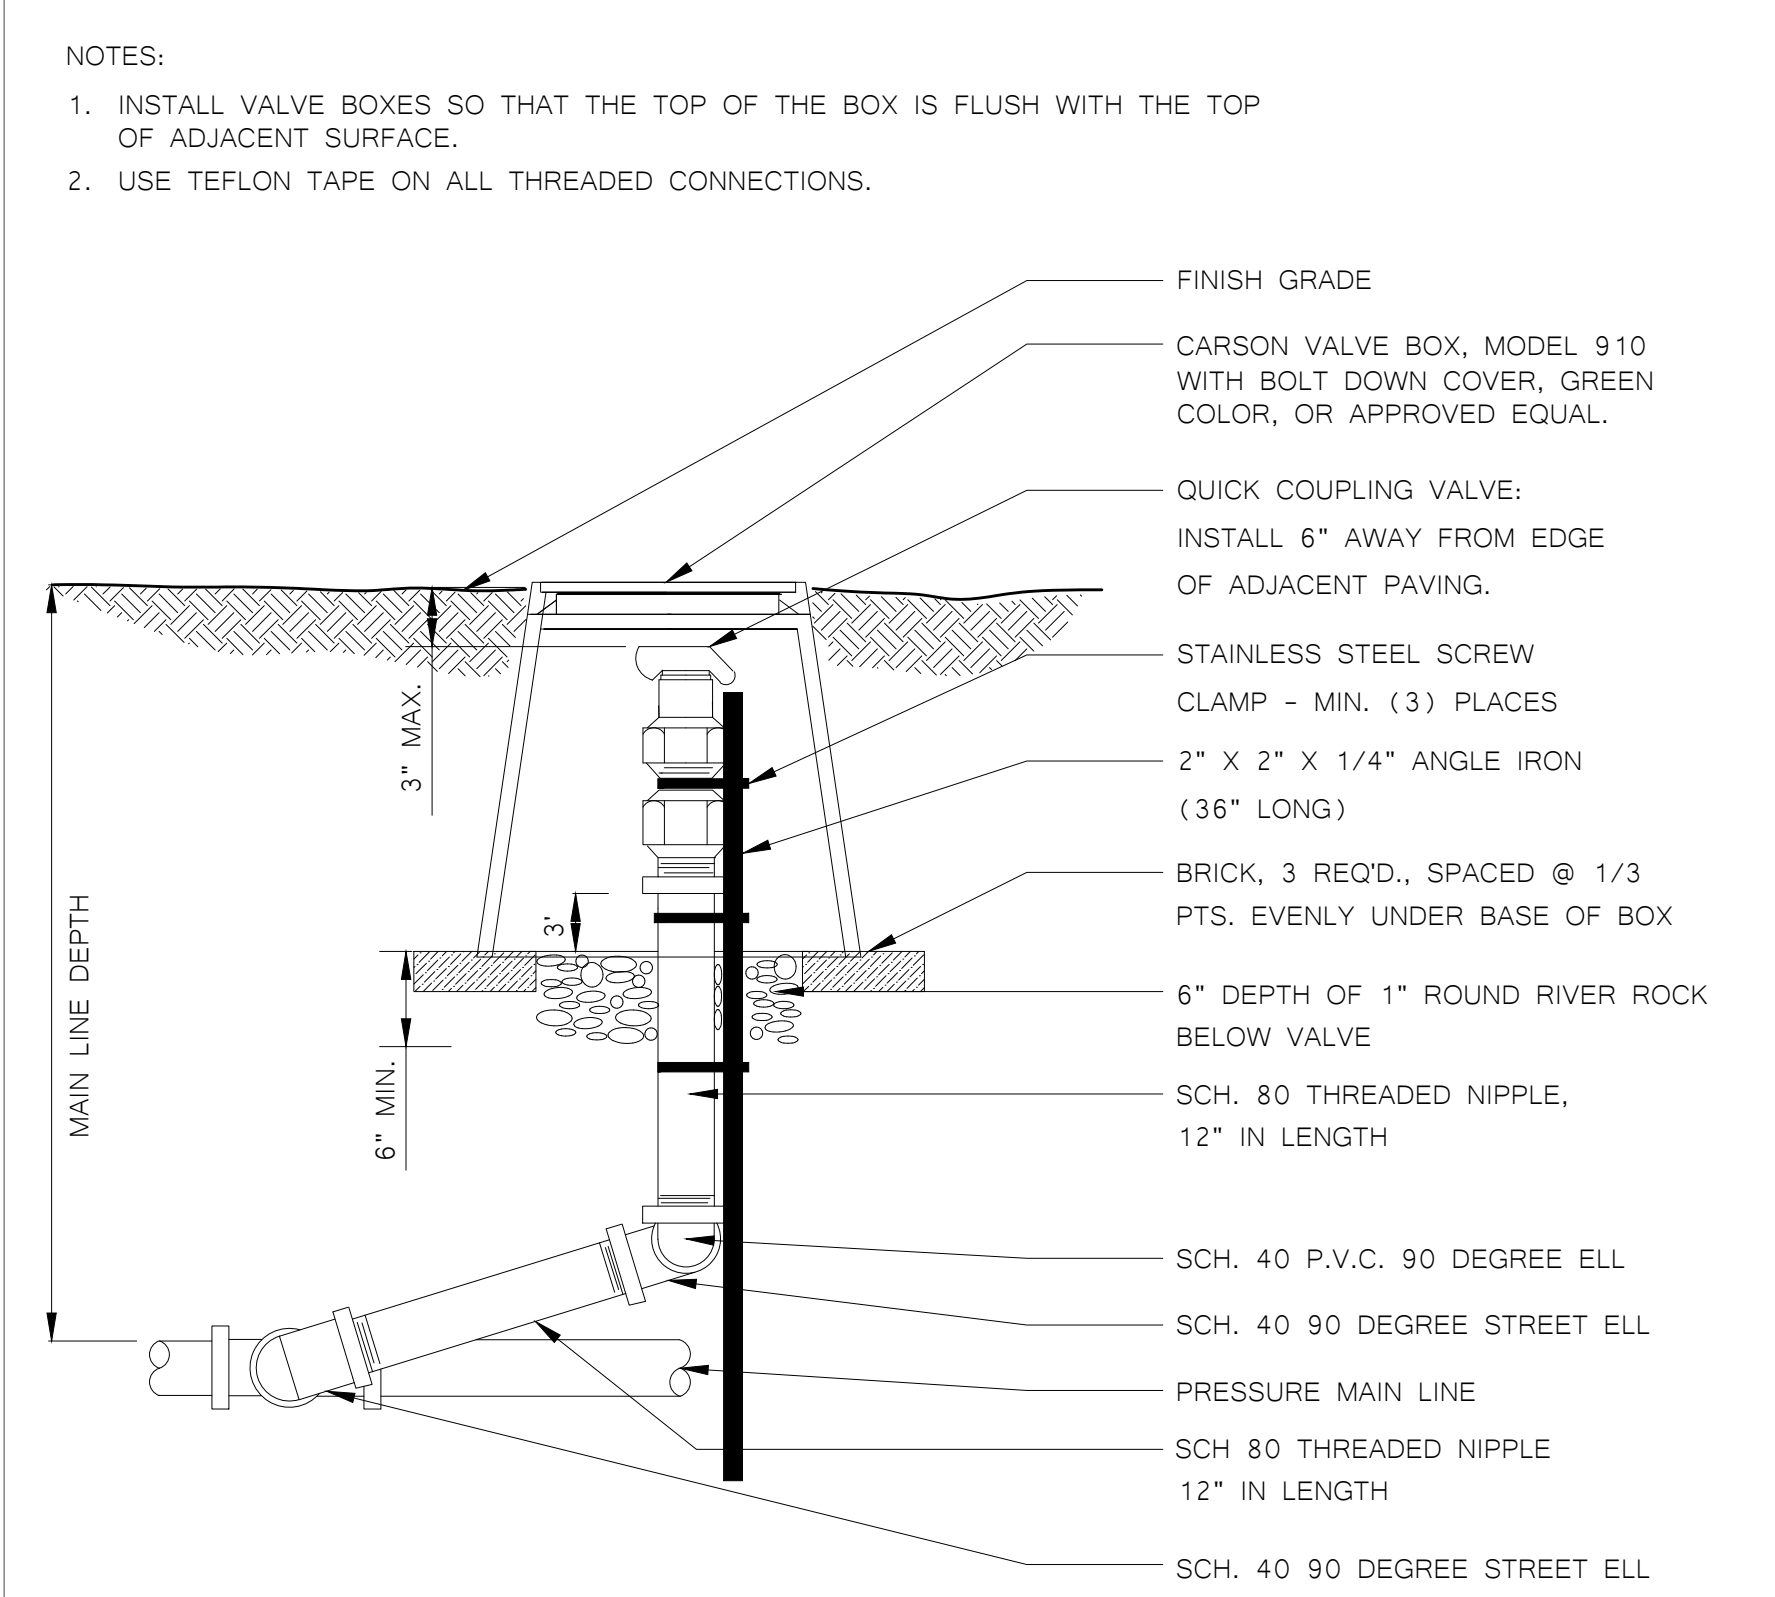 NOTES:
1. INSTALL VALVE BOXES SO THAT THE TOP OF THE BOX IS FLUSH WITH THE TOP
OF ADJACENT SURFACE.
2. USE TEFLON TAPE ON ALL THREADED CONNECTIONS.
FINISH GRADE
CARSON VALVE BOX, MODEL 910
WITH BOLT DOWN COVER, GREEN
COLOR, OR APPROVED EQUAL.
QUICK COUPLING VALVE:
INSTALL 6" AWAY FROM EDGE
OF ADJACENT PAVING.
STAINLESS STEEL SCREW
CLAMP - MIN. (3) PLACES
2" X 2" X 1/4" ANGLE IRON
(36" LONG)
BRICK, 3 REQ'D., SPACED @ 1/3
PTS. EVENLY UNDER BASE OF BOX
6" DEPTH OF 1" ROUND RIVER ROCK
BELOW VALVE
SCH. 80 THREADED NIPPLE,
12" IN LENGTH
SCH. 40 P.V.C. 90 DEGREE ELL
SCH. 40 90 DEGREE STREET ELL
PRESSURE MAIN LINE
SCH 80 THREADED NIPPLE
12" IN LENGTH
SCH. 40 90 DEGREE STREET ELL
MAIN LINE DEPTH
3" MAX.
6" MIN.
3'